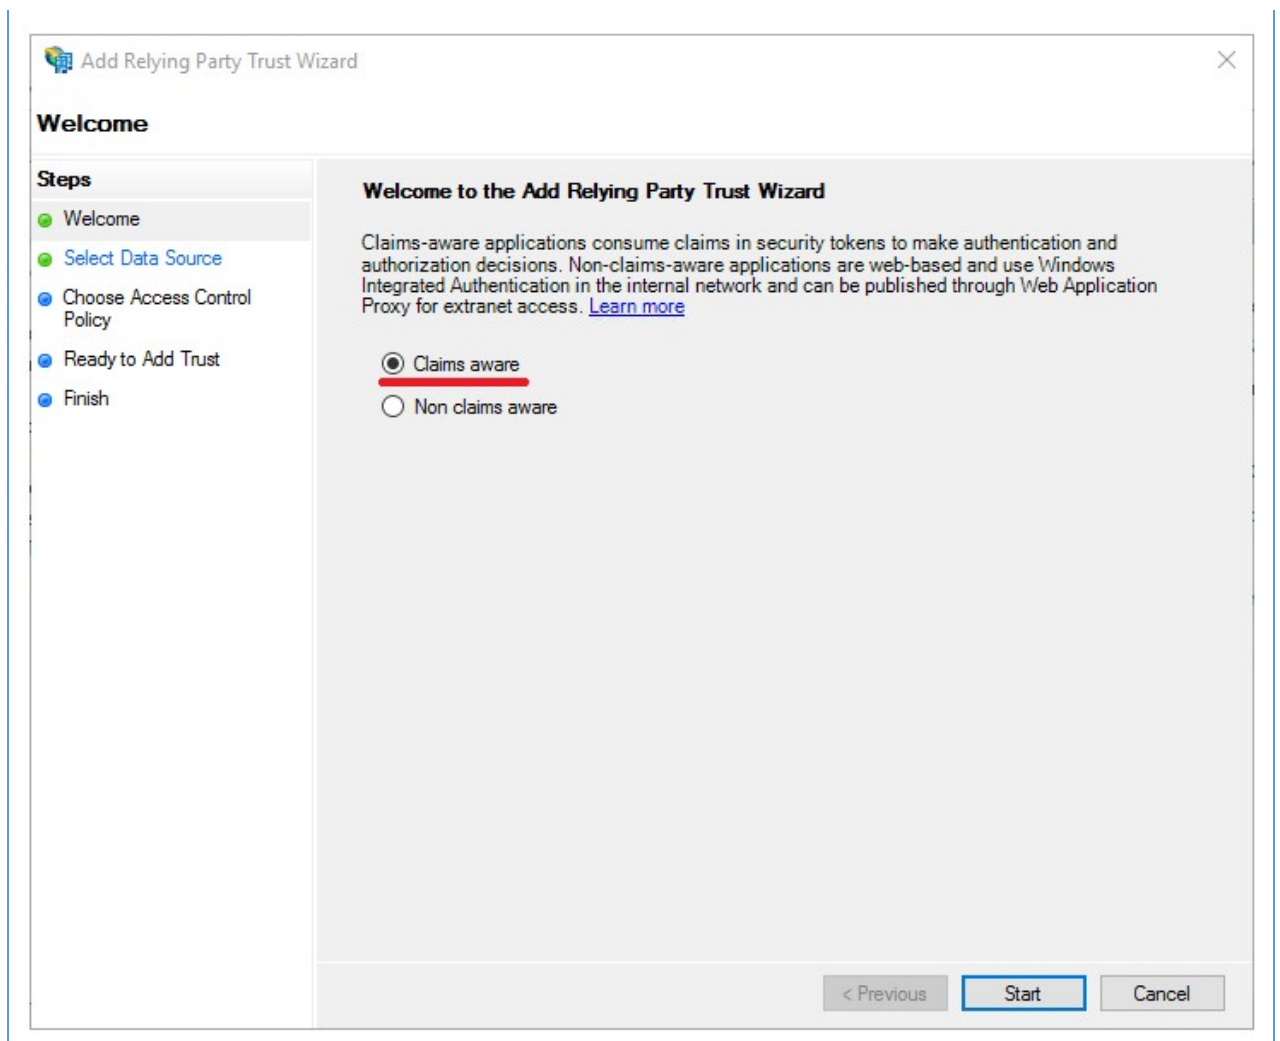 Add Relying Party Trust Wizard
Welcome
Steps
Welcome
Select Data Source
Choose Access Control
Policy
Ready to Add Trust
Finish
Welcome to the Add Relying Party Trust Wizard
Claims-aware applications consume claims in security tokens to make authentication and
authorization decisions. Non-claims-aware applications are web-based and use Windows
Integrated Authentication in the internal network and can be published through Web Application
Proxy for extranet access. Learn more
Claims aware
Non claims aware
< Previous
Start
Cancel